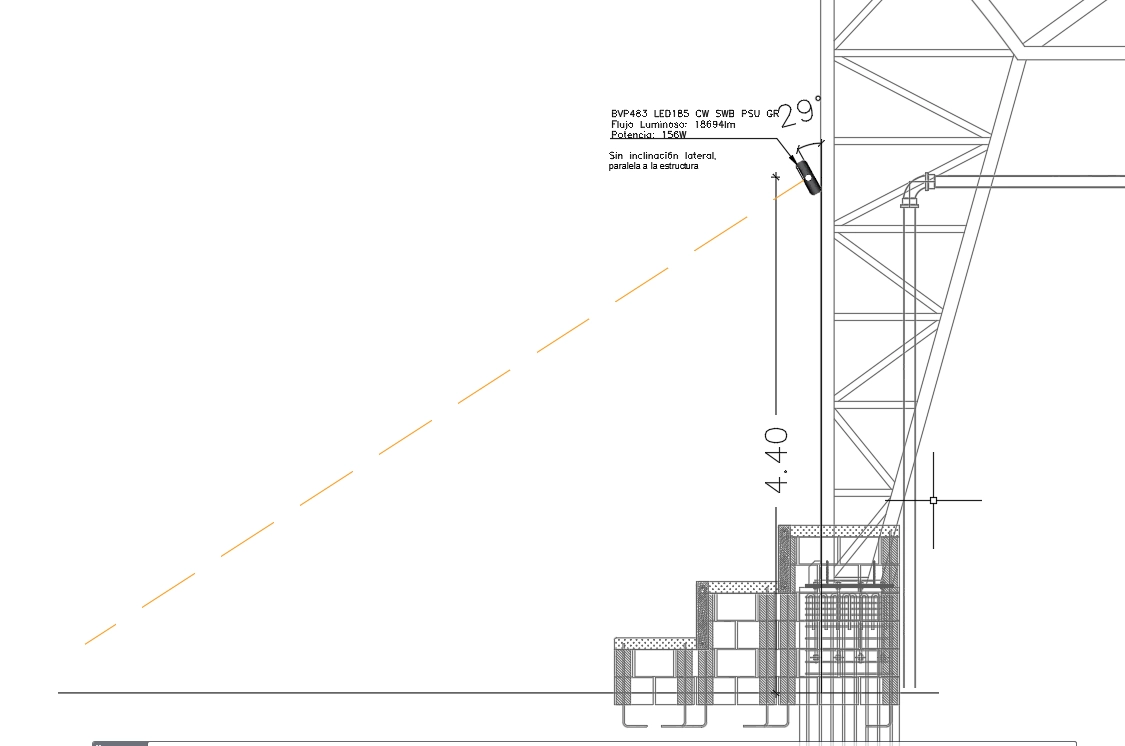 BVP483 LED185 CW SWB PSU GR
Flujo Luminoso: 18694lm
Potencia: 156W
Sin inclinación lateral,
paralela a la estructura
29°
4.40